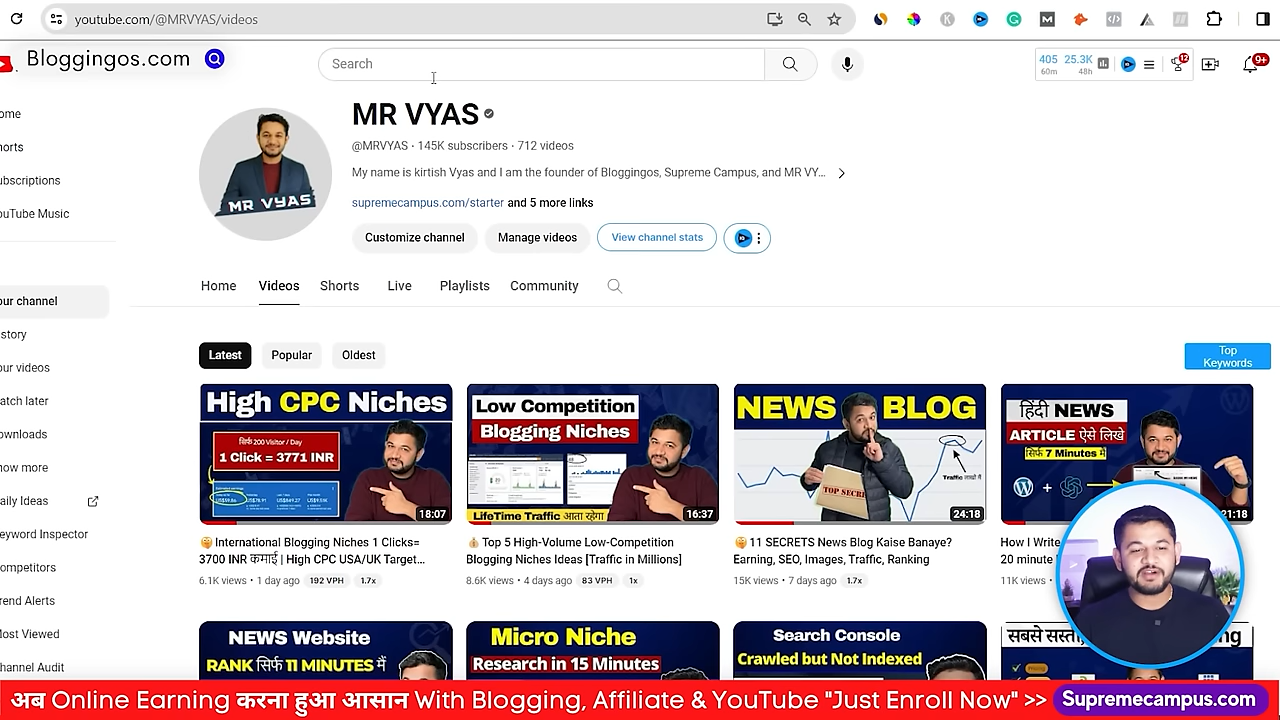 youtube.com/@MRVYAS/videos
Bloggingos.com
Search
405 25.3K
60m 48h
12
9+
ome
MR VYAS
orts
@MRVYAS · 145K subscribers · 712 videos
ubscriptions
My name is kirtish Vyas and I am the founder of Bloggingos, Supreme Campus, and MR VY...
ouTube Music
supremecampus.com/starter and 5 more links
MR VYAS
Customize channel Manage videos View channel stats
our channel
Home Videos Shorts Live Playlists Community
story
our videos
Latest Popular Oldest
Top
Keywords
atch later
ownloads
now more
aily Ideas
eyword Inspector
ompetitors
rend Alerts
ost Viewed
hannel Audit
High CPC Niches
सिर्फ 200 Visitor / Day
1 Click = 3771 INR
18:07
Low Competition
Blogging Niches
LifeTime Traffic आता रहेगा
16:37
NEWS BLOG
TOP SECRE
Traffic लाखों में
24:18
हिंदी NEWS
ARTICLE ऐसे लिखे
सिर्फ 7 Minutes में
21:18
International Blogging Niches 1 Clicks=
3700 INR कमाई | High CPC USA/UK Target...
6.1K views · 1 day ago 192 VPH 1.7x
Top 5 High-Volume Low-Competition
Blogging Niches Ideas [Traffic in Millions]
8.6K views · 4 days ago 83 VPH 1x
11 SECRETS News Blog Kaise Banaye?
Earning, SEO, Images, Traffic, Ranking
15K views · 7 days ago 1.7x
How I Write
20 minute
11K views
NEWS Website
RANK सिर्फ 11 MINUTES में
Micro Niche
Research in 15 Minutes
Search Console
Crawled but Not Indexed
सबसे सस्ता
ng
अब Online Earning करना हुआ आसान With Blogging, Affiliate & YouTube "Just Enroll Now" >> Supremecampus.com